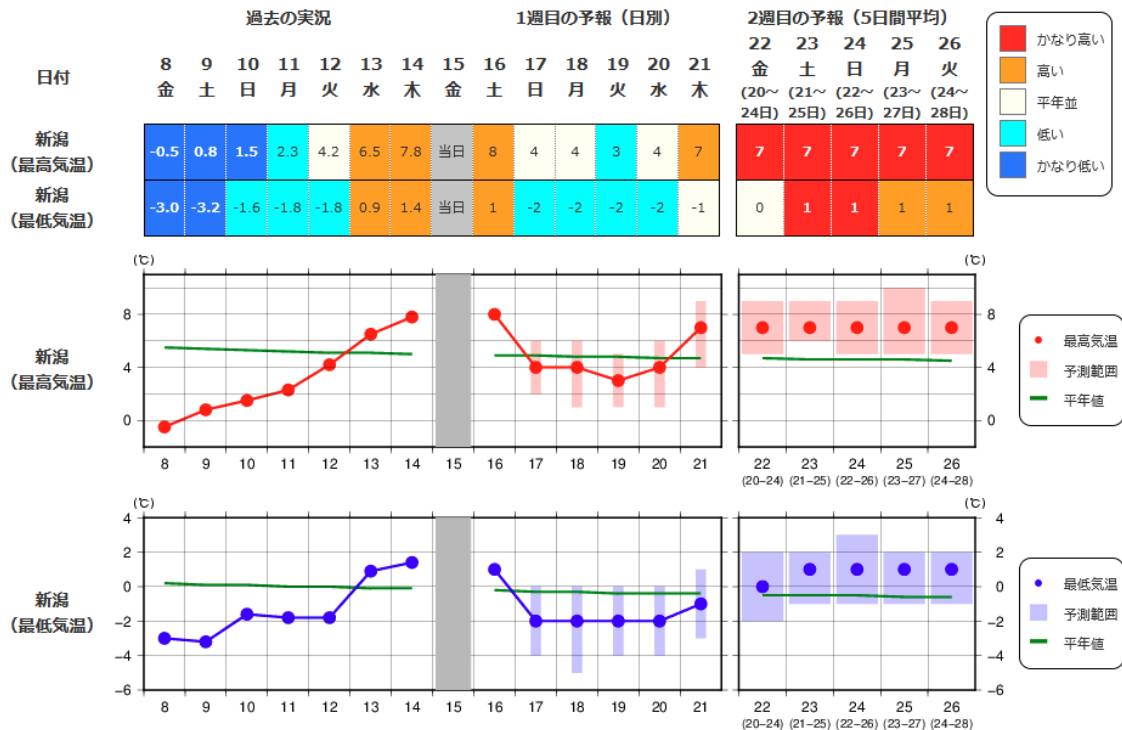 過去の実況 1週目の予報（日別） 2週目の予報（5日間平均）
日付 8 9 10 11 12 13 14 15 16 17 18 19 20 21 22 23 24 25 26
金 土 日 月 火 水 木 金 土 日 月 火 水 木 金 土 日 月 火
(20～24日) (21～25日) (22～26日) (23～27日) (24～28日)
新潟（最高気温） -0.5 0.8 1.5 2.3 4.2 6.5 7.8 当日 8 4 4 3 4 7 7 7 7 7 7
新潟（最低気温） -3.0 -3.2 -1.6 -1.8 -1.8 0.9 1.4 当日 1 -2 -2 -2 -2 -1 0 1 1 1 1
かなり高い
高い
平年並
低い
かなり低い
(℃) (℃)
新潟
（最高気温）
8 8
4 4
0 0
8 9 10 11 12 13 14 15 16 17 18 19 20 21 22 23 24 25 26
(20−24) (21−25) (22−26) (23−27) (24−28)
最高気温
予測範囲
平年値
(℃) (℃)
新潟
（最低気温）
4 4
2 2
0 0
−2 −2
−4 −4
−6 −6
8 9 10 11 12 13 14 15 16 17 18 19 20 21 22 23 24 25 26
(20−24) (21−25) (22−26) (23−27) (24−28)
最低気温
予測範囲
平年値